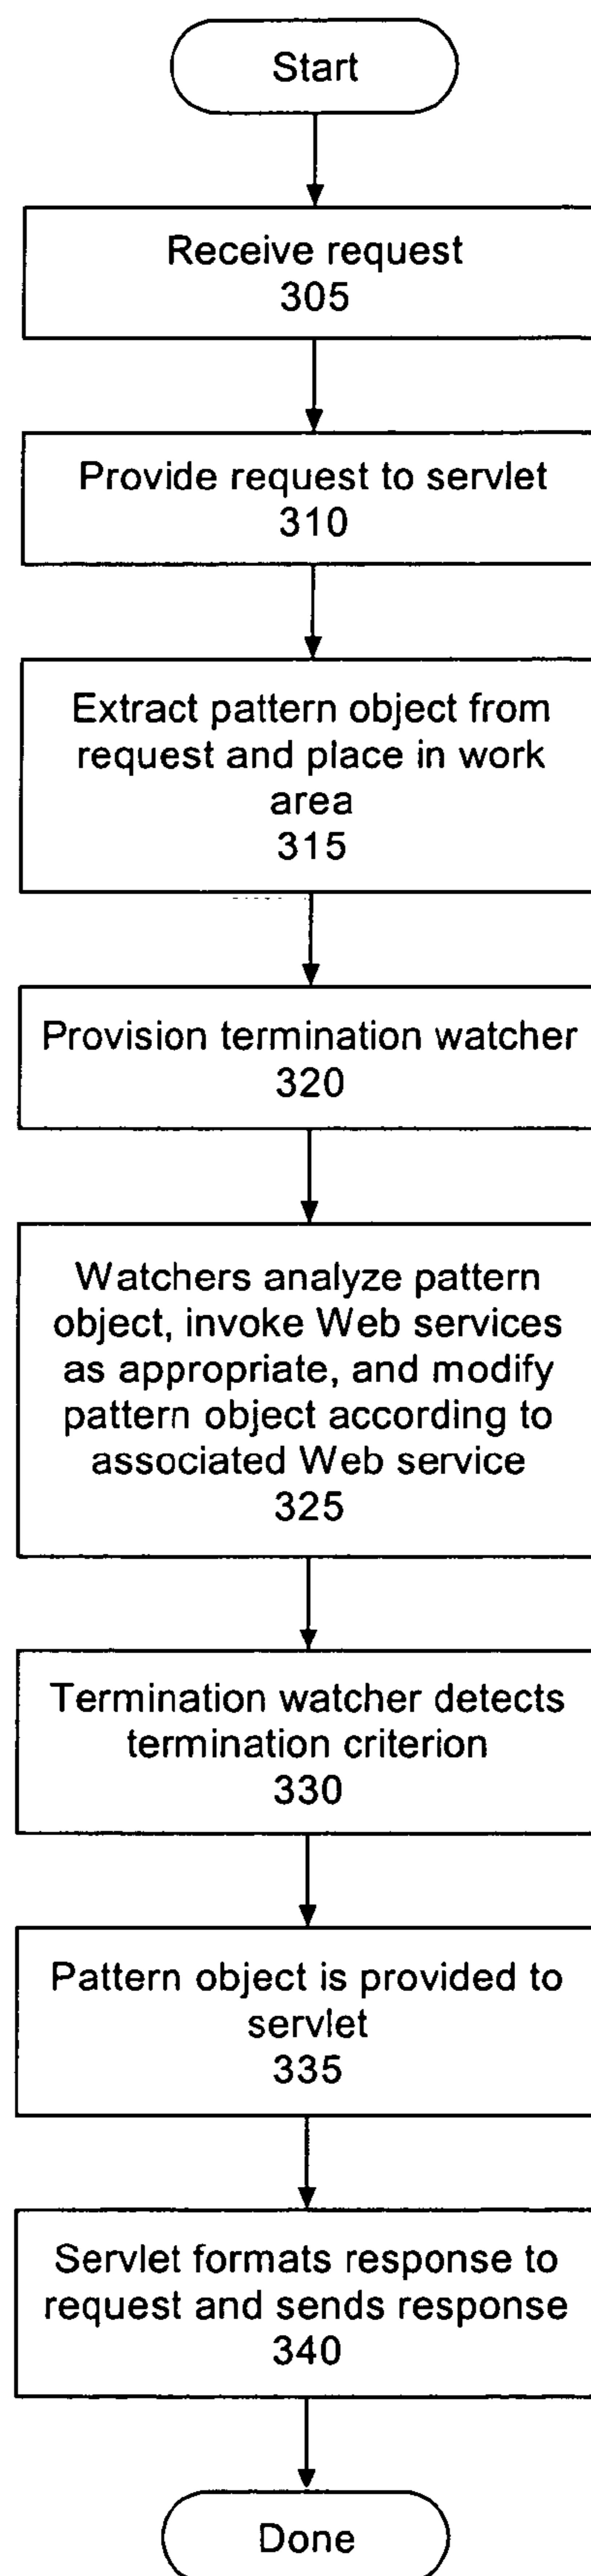 Start
Receive request
305
Provide request to servlet
310
Extract pattern object from
request and place in work
area
315
Provision termination watcher
320
Watchers analyze pattern
object, invoke Web services
as appropriate, and modify
pattern object according to
associated Web service
325
Termination watcher detects
termination criterion
330
Pattern object is provided to
servlet
335
Servlet formats response to
request and sends response
340
Done